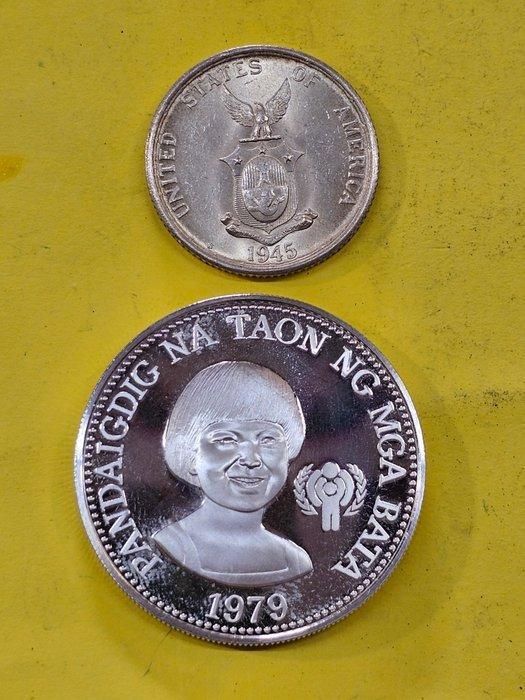 UNITED STATES OF AMERICA
1945
PANDAIGDIG NA TAON NG MGA BATA
1979